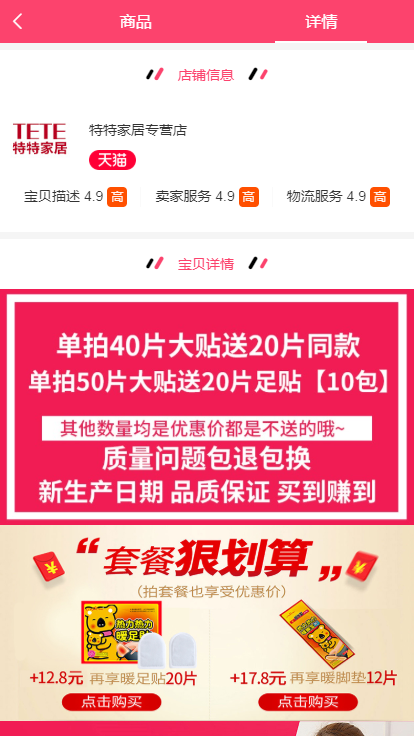 商品 详情
店铺信息
TETE
特特家居
特特家居专营店
天猫
宝贝描述 4.9 高 卖家服务 4.9 高 物流服务 4.9 高
宝贝详情
单拍40片大贴送20片同款
单拍50片大贴送20片足贴【10包】
其他数量均是优惠价都是不送的哦~
质量问题包退包换
新生产日期 品质保证 买到赚到
“套餐狠划算”
（拍套餐也享受优惠价）
热力热力
暖足贴
+12.8元 再享暖足贴20片 +17.8元 再享暖脚垫12片
点击购买 点击购买